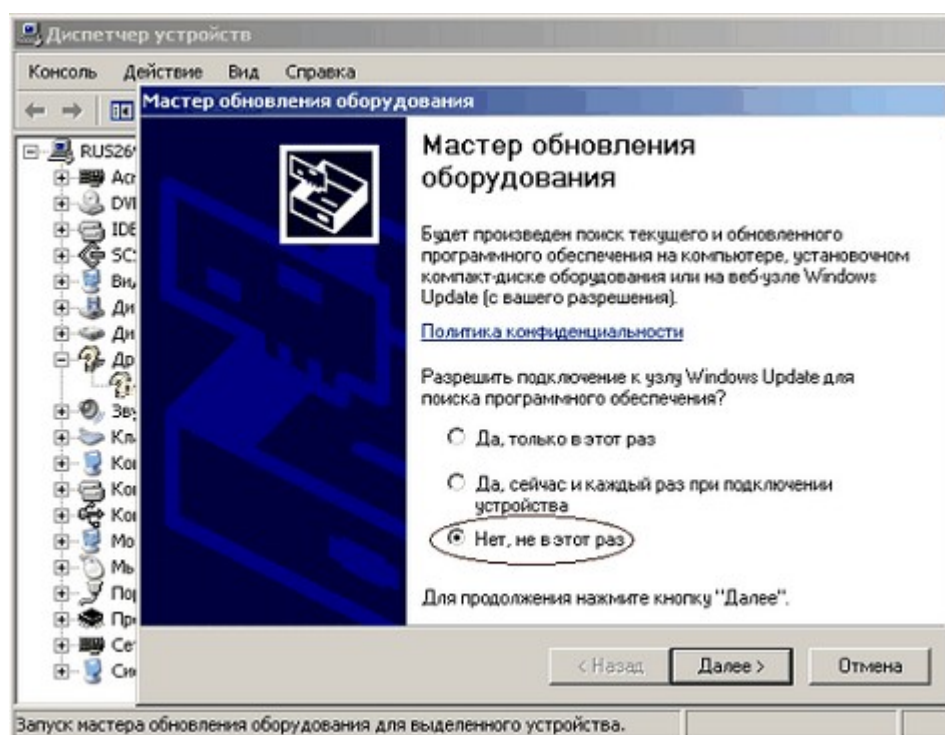 Диспетчер устройств
Консоль Действие Вид Справка
Мастер обновления оборудования
Мастер обновления
оборудования
Будет произведен поиск текущего и обновленного
программного обеспечения на компьютере, установочном
компакт-диске оборудования или на веб-узле Windows
Update (с вашего разрешения).
Политика конфиденциальности
Разрешить подключение к узлу Windows Update для
поиска программного обеспечения?
Да, только в этот раз
Да, сейчас и каждый раз при подключении
устройства
Нет, не в этот раз
Для продолжения нажмите кнопку "Далее".
< Назад Далее > Отмена
DVD
IDE
Запуск мастера обновления оборудования для выделенного устройства.